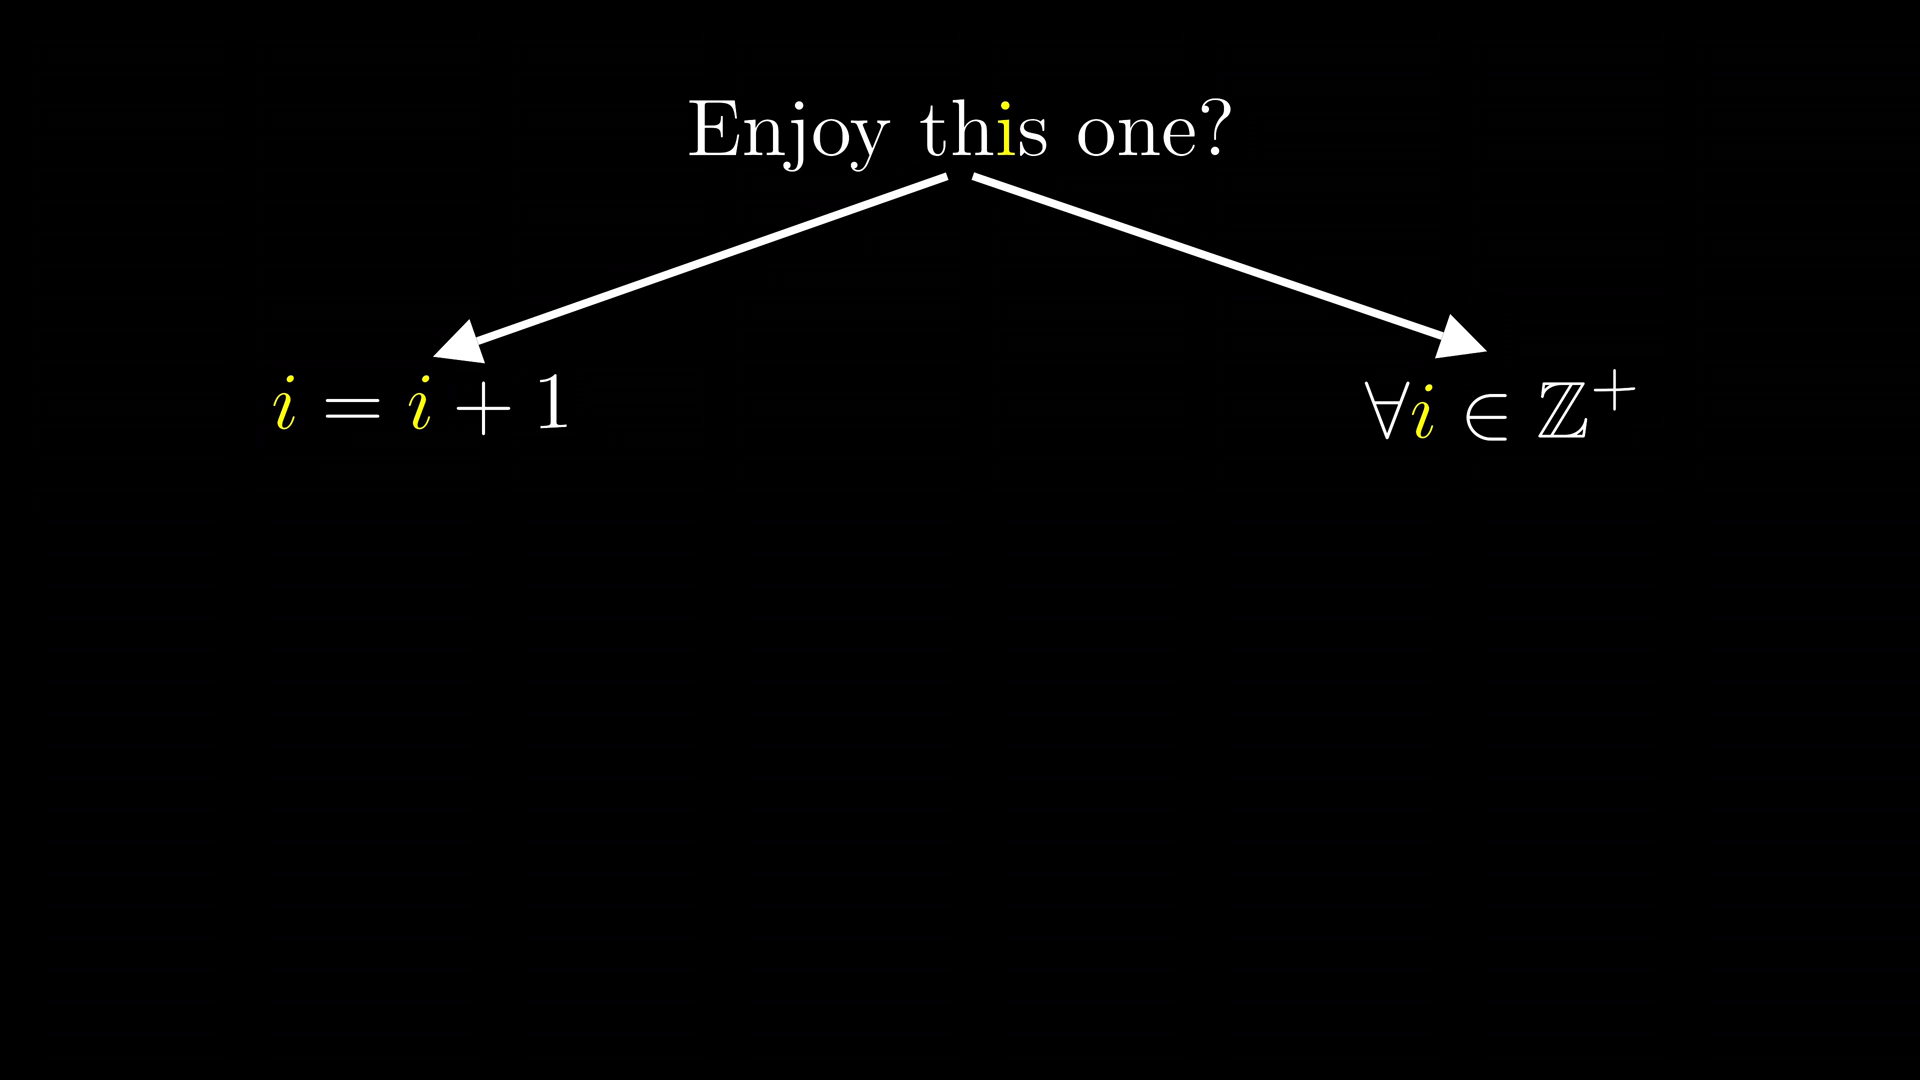 Enjoy this one?
i = i + 1
∀i ∈ ℤ⁺